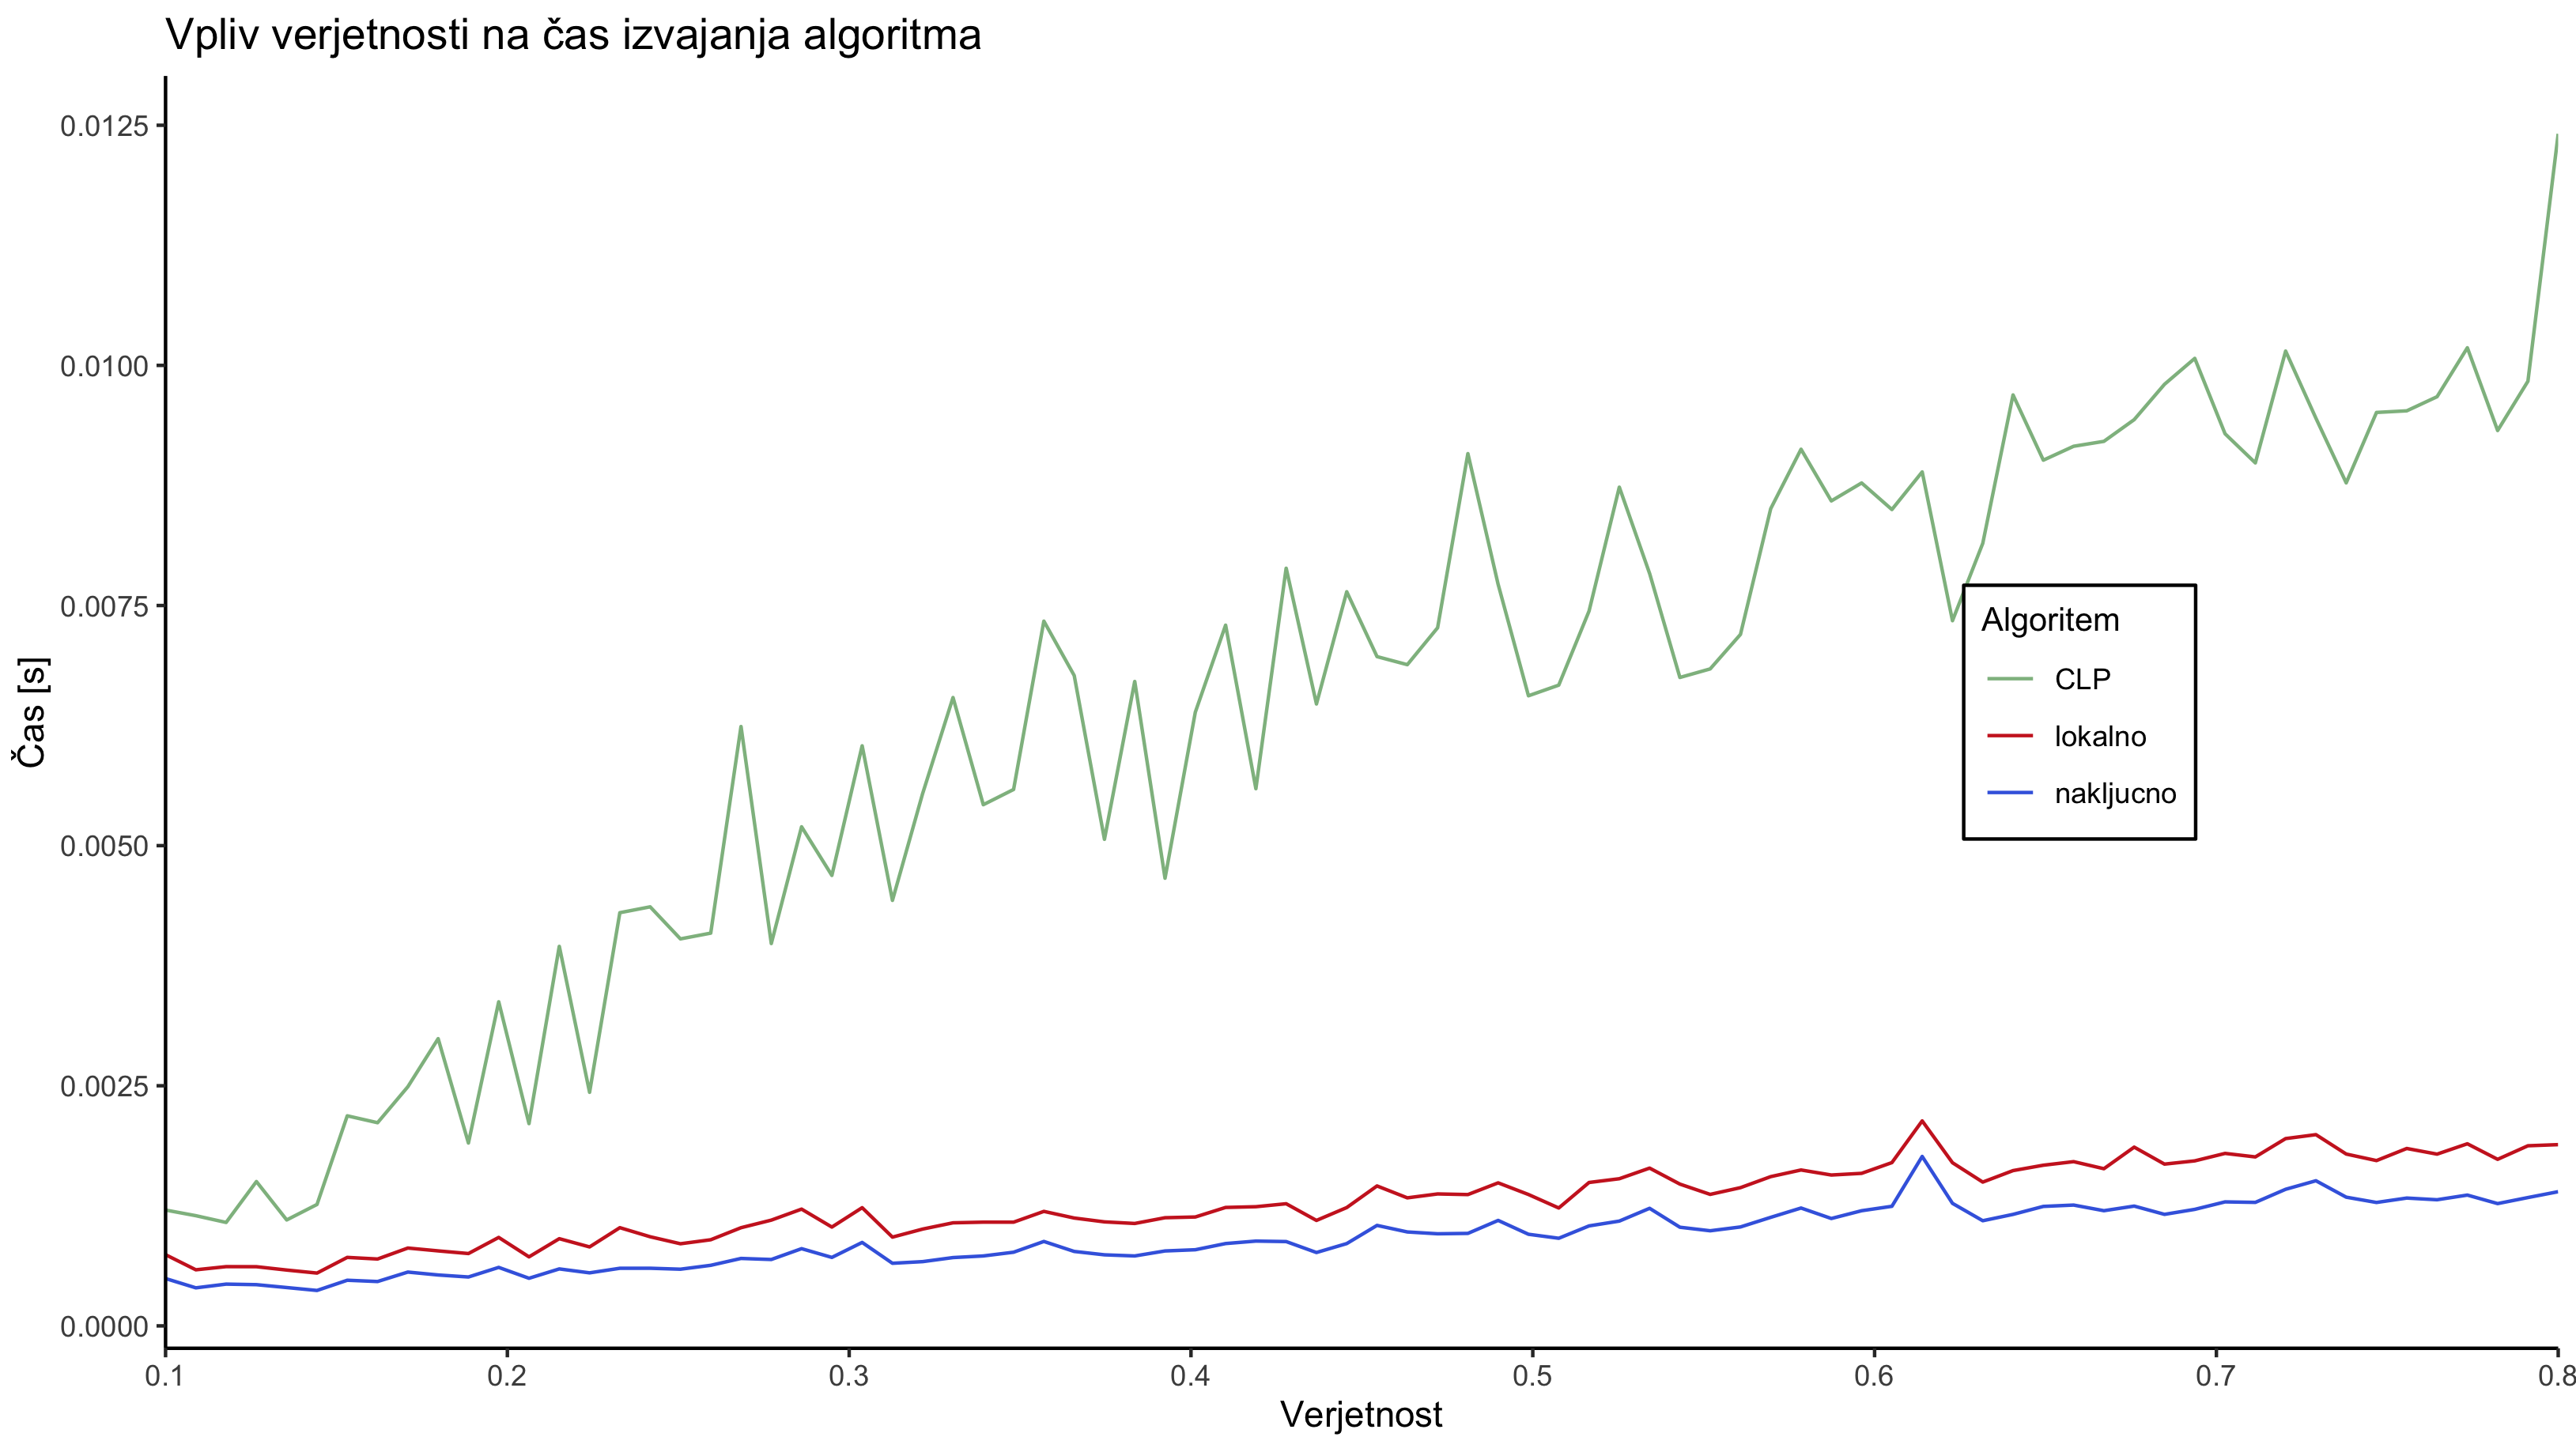 Vpliv verjetnosti na čas izvajanja algoritma
0.0125
0.0100
0.0075
0.0050
0.0025
0.0000
Čas [s]
Algoritem
CLP
lokalno
nakljucno
0.1 0.2 0.3 0.4 0.5 0.6 0.7 0.8
Verjetnost